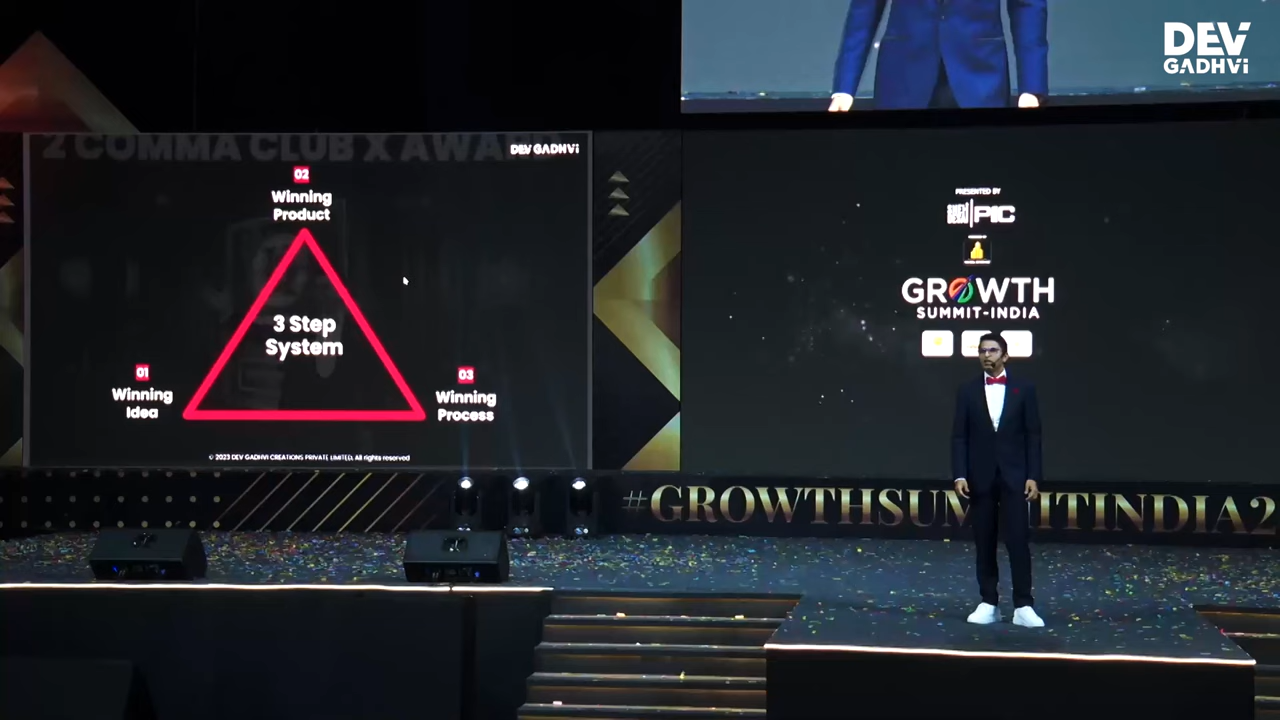 DEV
GADHVi
2 COMMA CLUB X AWARD
DEV GADHVi
02
Winning
Product
3 Step
System
01
Winning
Idea
03
Winning
Process
© 2023 DEV GADHVI CREATIONS PRIVATE LIMITED, All rights reserved
PRESENTED BY
PIC
GROWTH
SUMMIT-INDIA
#GROWTHSUMMITINDIA2